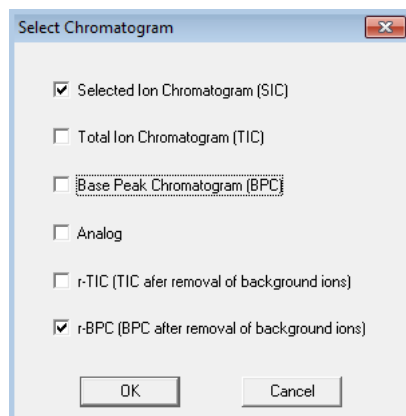 Select Chromatogram
Selected Ion Chromatogram (SIC)
Total Ion Chromatogram (TIC)
Base Peak Chromatogram (BPC)
Analog
r-TIC (TIC afer removal of background ions)
r-BPC (BPC after removal of background ions)
OK
Cancel